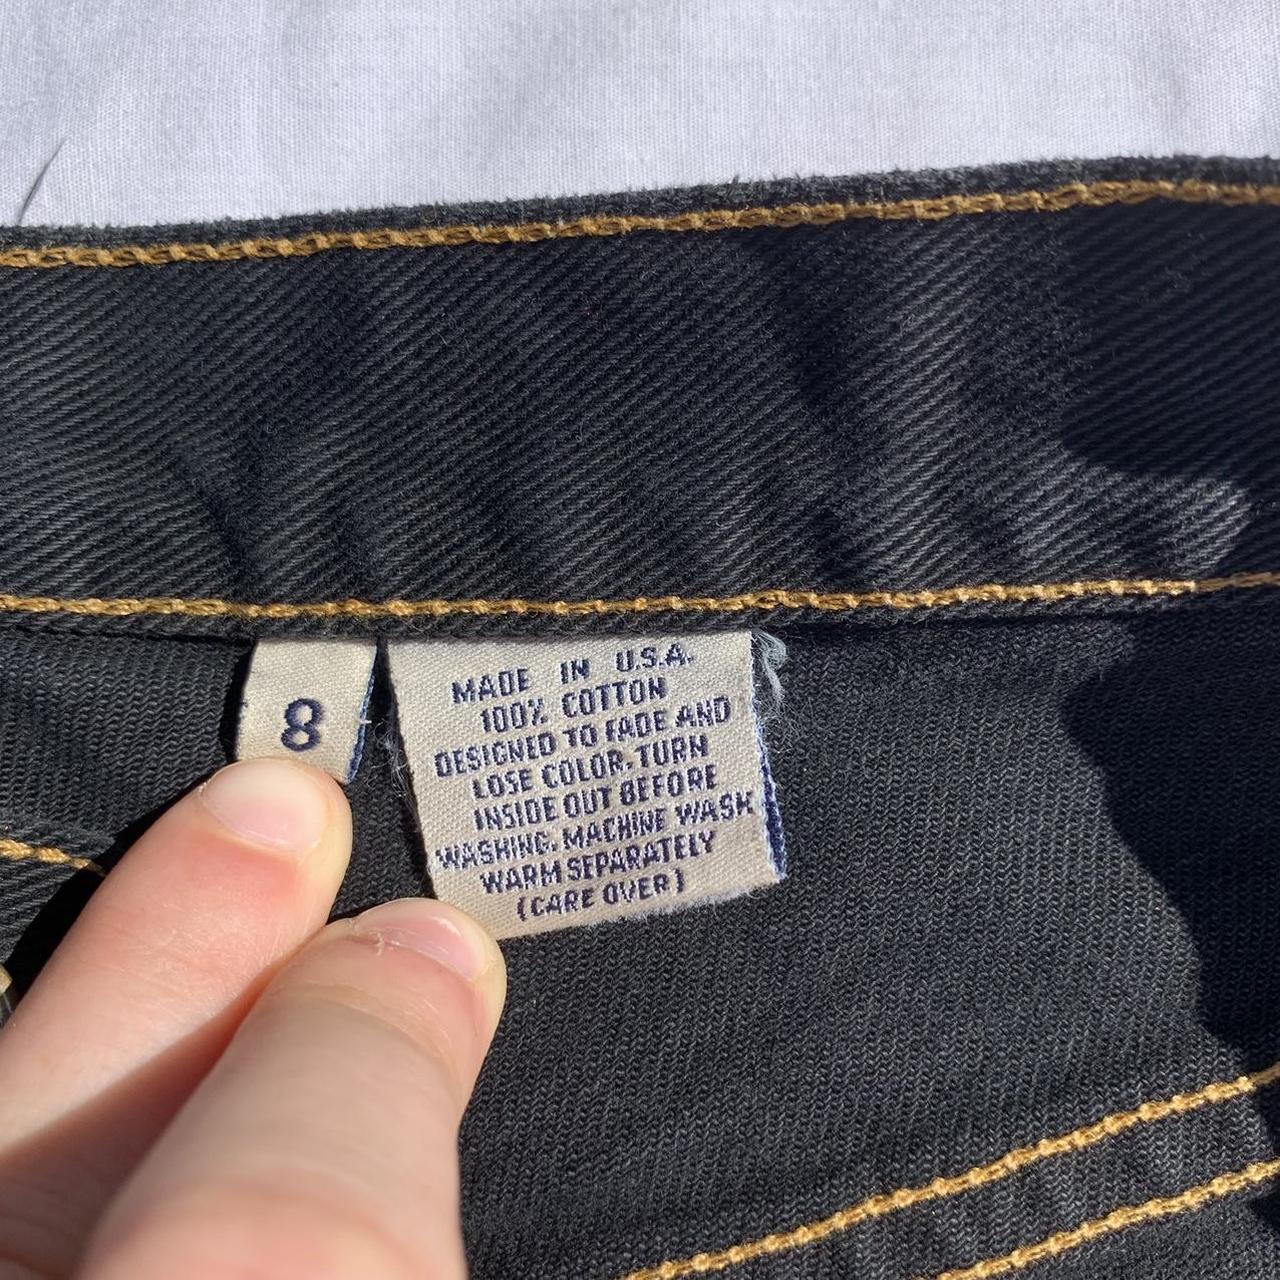 8
MADE IN U.S.A.
100% COTTON
DESIGNED TO FADE AND
LOSE COLOR. TURN
INSIDE OUT BEFORE
WASHING. MACHINE WASH
WARM SEPARATELY
(CARE OVER)